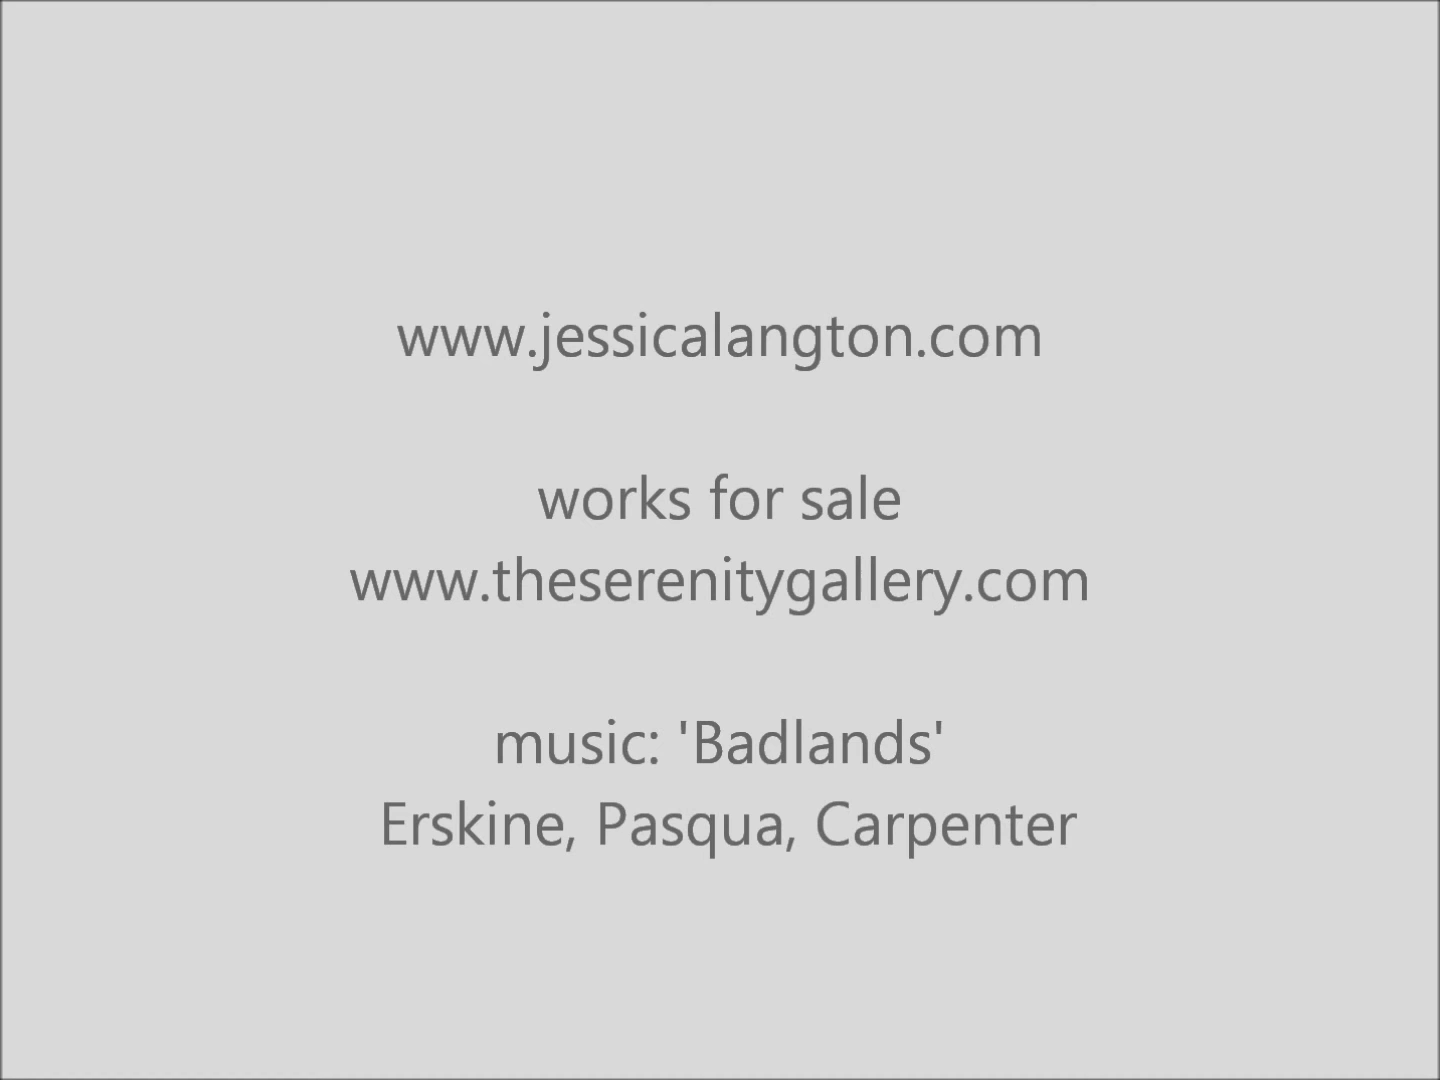 www.jessicalangton.com
works for sale
www.theserenitygallery.com
music: 'Badlands'
Erskine, Pasqua, Carpenter